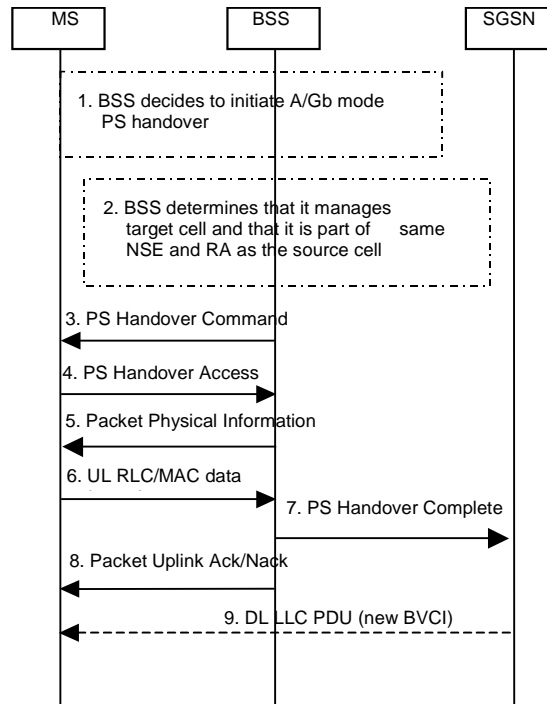 MS
BSS
SGSN
1. BSS decides to initiate A/Gb mode
PS handover
2. BSS determines that it manages
target cell and that it is part of same
NSE and RA as the source cell
3. PS Handover Command
4. PS Handover Access
5. Packet Physical Information
6. UL RLC/MAC data
7. PS Handover Complete
8. Packet Uplink Ack/Nack
9. DL LLC PDU (new BVCI)